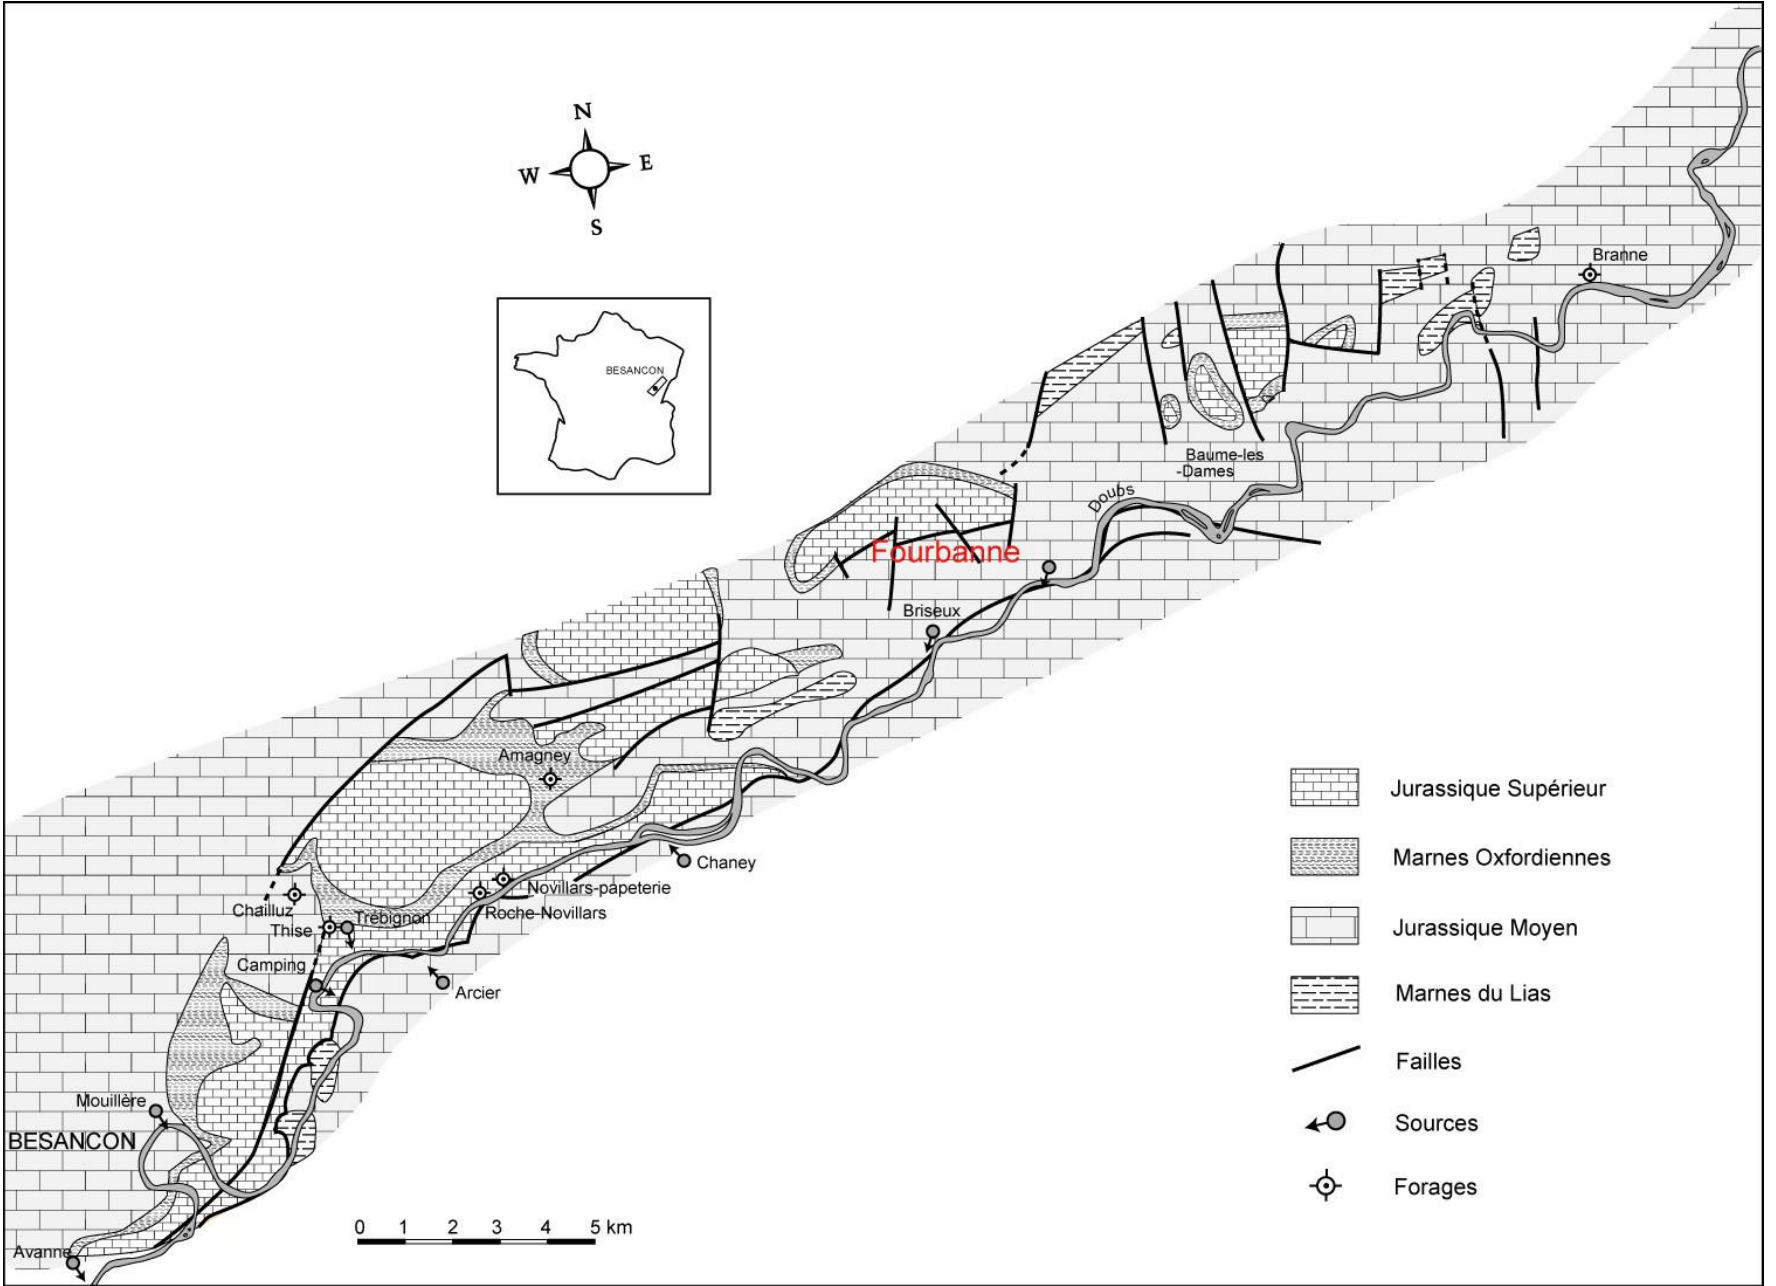 N
W E
S
BESANCON
Branne
Baume-les
-Dames
Doubs
Fourbanne
Briseux
Amagney
Chaney
Novillars-papeterie
Roche-Novillars
Chailluz
Trébignon
Thise
Camping
Arcier
Mouillère
BESANCON
Avanne
0 1 2 3 4 5 km
Jurassique Supérieur
Marnes Oxfordiennes
Jurassique Moyen
Marnes du Lias
Failles
Sources
Forages